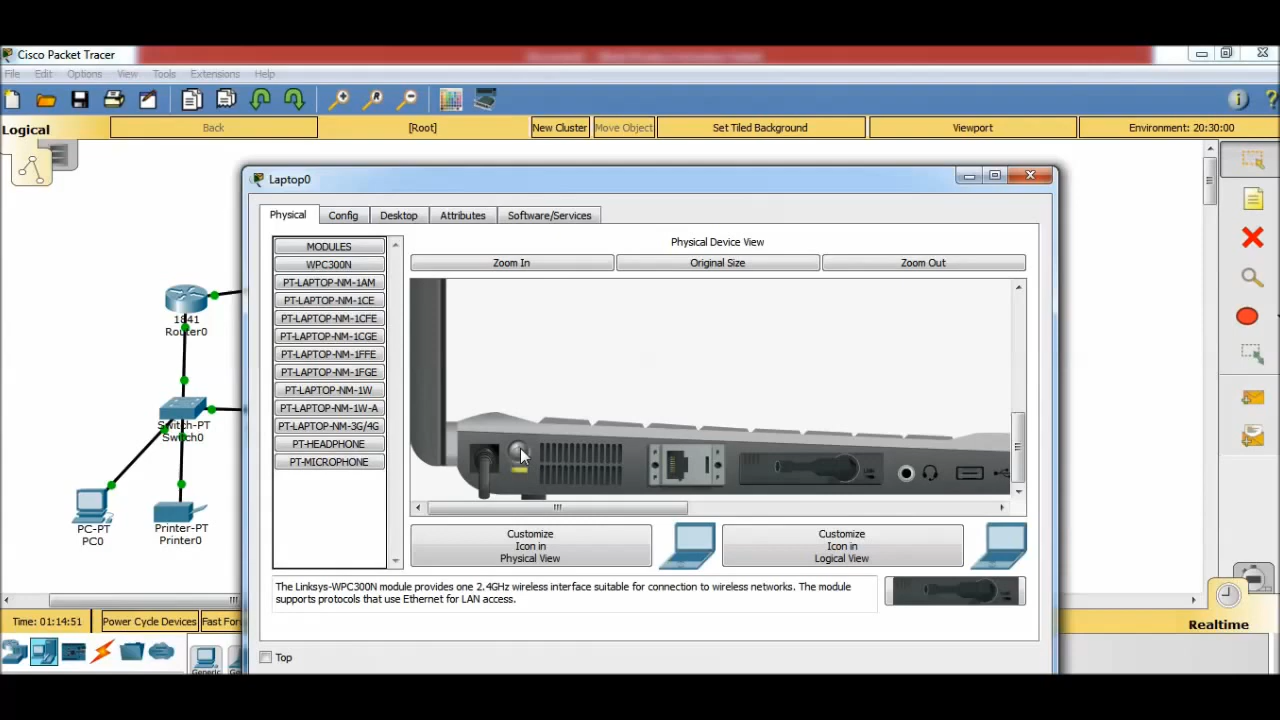 Cisco Packet Tracer
File Edit Options View Tools Extensions Help
Logical
Back
[Root]
New Cluster
Move Object
Set Tiled Background
Viewport
Environment: 20:30:00
Laptop0
Physical
Config
Desktop
Attributes
Software/Services
MODULES
WPC300N
PT-LAPTOP-NM-1AM
PT-LAPTOP-NM-1CE
PT-LAPTOP-NM-1CFE
PT-LAPTOP-NM-1CGE
PT-LAPTOP-NM-1FFE
PT-LAPTOP-NM-1FGE
PT-LAPTOP-NM-1W
PT-LAPTOP-NM-1W-A
PT-LAPTOP-NM-3G/4G
PT-HEADPHONE
PT-MICROPHONE
Physical Device View
Zoom In
Original Size
Zoom Out
1841
Router0
Switch-PT
Switch0
PC-PT
PC0
Printer-PT
Printer0
Customize
Icon in
Physical View
Customize
Icon in
Logical View
The Linksys-WPC300N module provides one 2.4GHz wireless interface suitable for connection to wireless networks. The module
supports protocols that use Ethernet for LAN access.
Top
Time: 01:14:51
Power Cycle Devices
Fast For
Realtime